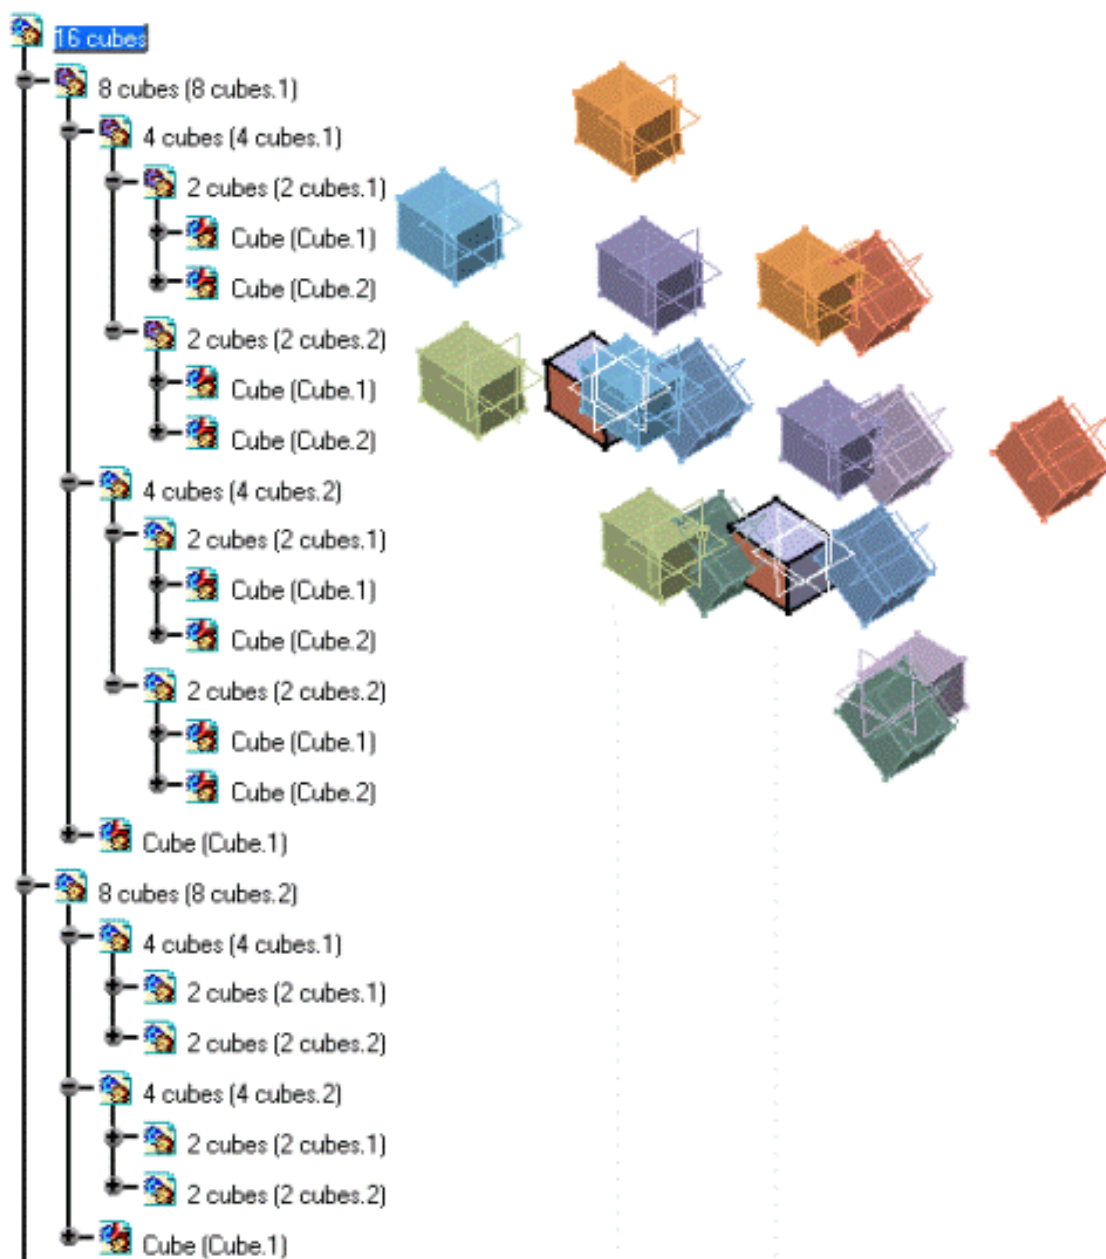 16 cubes
8 cubes (8 cubes.1)
4 cubes (4 cubes.1)
2 cubes (2 cubes.1)
Cube (Cube.1)
Cube (Cube.2)
2 cubes (2 cubes.2)
Cube (Cube.1)
Cube (Cube.2)
4 cubes (4 cubes.2)
2 cubes (2 cubes.1)
Cube (Cube.1)
Cube (Cube.2)
2 cubes (2 cubes.2)
Cube (Cube.1)
Cube (Cube.2)
Cube (Cube.1)
8 cubes (8 cubes.2)
4 cubes (4 cubes.1)
2 cubes (2 cubes.1)
2 cubes (2 cubes.2)
4 cubes (4 cubes.2)
2 cubes (2 cubes.1)
2 cubes (2 cubes.2)
Cube (Cube.1)